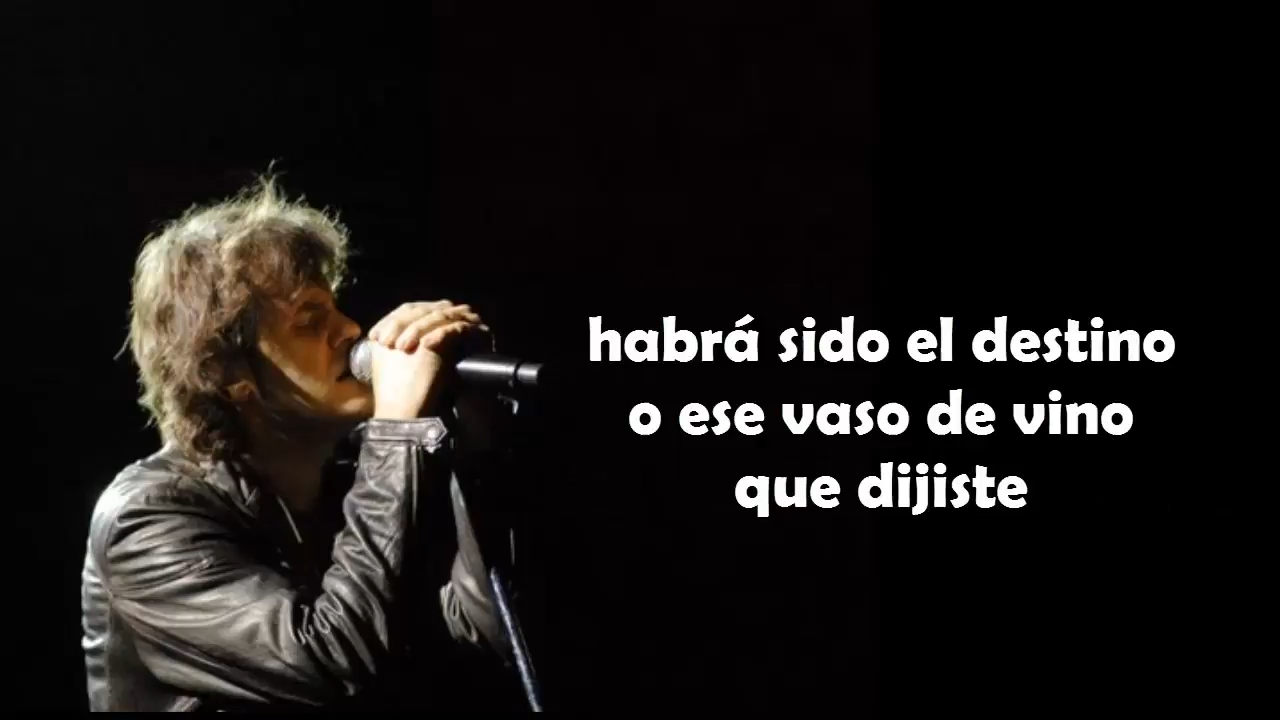 habrá sido el destino
o ese vaso de vino
que dijiste